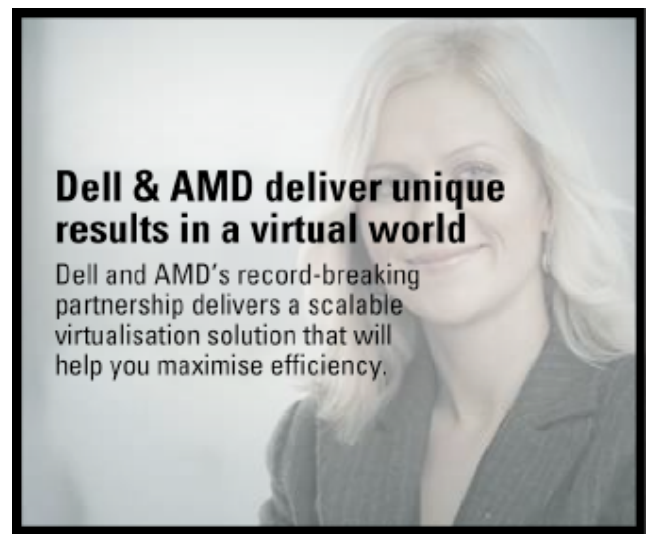 Dell & AMD deliver unique
results in a virtual world
Dell and AMD's record-breaking
partnership delivers a scalable
virtualisation solution that will
help you maximise efficiency.